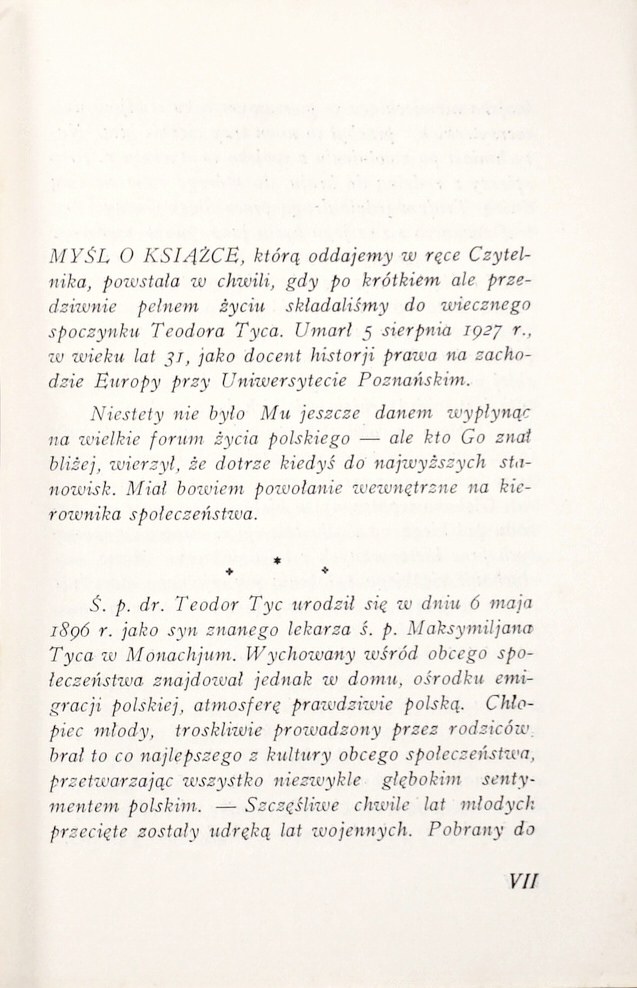 MYŚL O KSIĄŻCE, którą oddajemy w ręce Czytel-
nika, powstała w chwili, gdy po krótkiem ale prze-
dziwnie pełnem życiu składaliśmy do wiecznego
spoczynku Teodora Tyca. Umarł 5 sierpnia 1927 r.,
w wieku lat 31, jako docent historji prawa na zacho-
dzie Europy przy Uniwersytecie Poznańskim.
Niestety nie było Mu jeszcze danem wypłynąc
na wielkie forum życia polskiego — ale kto Go znał
bliżej, wierzył, że dotrze kiedyś do najwyższych sta-
nowisk. Miał bowiem powołanie wewnętrzne na kie-
rownika społeczeństwa.
* * *
Ś. p. dr. Teodor Tyc urodził się w dniu 6 maja
1896 r. jako syn znanego lekarza ś. p. Maksymiljana
Tyca w Monachjum. Wychowany wśród obcego spo-
łeczeństwa znajdował jednak w domu, ośrodku emi-
gracji polskiej, atmosferę prawdziwie polską. Chło-
piec młody, troskliwie prowadzony przez rodziców,
brał to co najlepszego z kultury obcego społeczeństwa,
przetwarzając wszystko niezwykle głębokim senty-
mentem polskim. — Szczęśliwe chwile lat młodych
przecięte zostały udręką lat wojennych. Pobrany do
VII